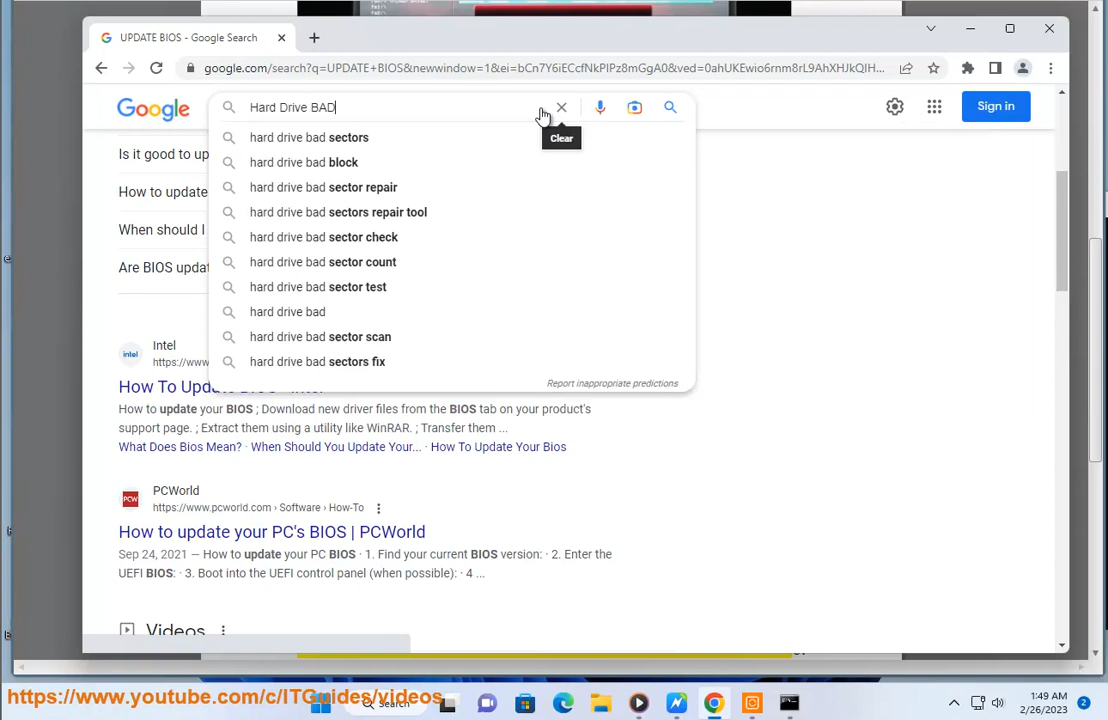 UPDATE BIOS - Google Search
google.com/search?q=UPDATE+BIOS&newwindow=1&ei=bCn7Y6iECcfNkPIPz8mGgA0&ved=0ahUKEwio6rnm8rL9AhXHJkQIH...
Google
Hard Drive BAD
Sign in
Clear
hard drive bad sectors
hard drive bad block
hard drive bad sector repair
hard drive bad sectors repair tool
hard drive bad sector check
hard drive bad sector count
hard drive bad sector test
hard drive bad
hard drive bad sector scan
hard drive bad sectors fix
Report inappropriate predictions
Is it good to up
How to update
When should I
Are BIOS updat
intel
Intel
https://www
How To Update BIOS - Intel
How to update your BIOS ; Download new driver files from the BIOS tab on your product's
support page. ; Extract them using a utility like WinRAR. ; Transfer them ...
What Does Bios Mean? · When Should You Update Your... · How To Update Your Bios
PCW
PCWorld
https://www.pcworld.com › Software › How-To
How to update your PC's BIOS | PCWorld
Sep 24, 2021 — How to update your PC BIOS · 1. Find your current BIOS version: · 2. Enter the
UEFI BIOS: · 3. Boot into the UEFI control panel (when possible): · 4 ...
Videos
https://www.youtube.com/c/ITGuides/videos
Search
1:49 AM
2/26/2023
2